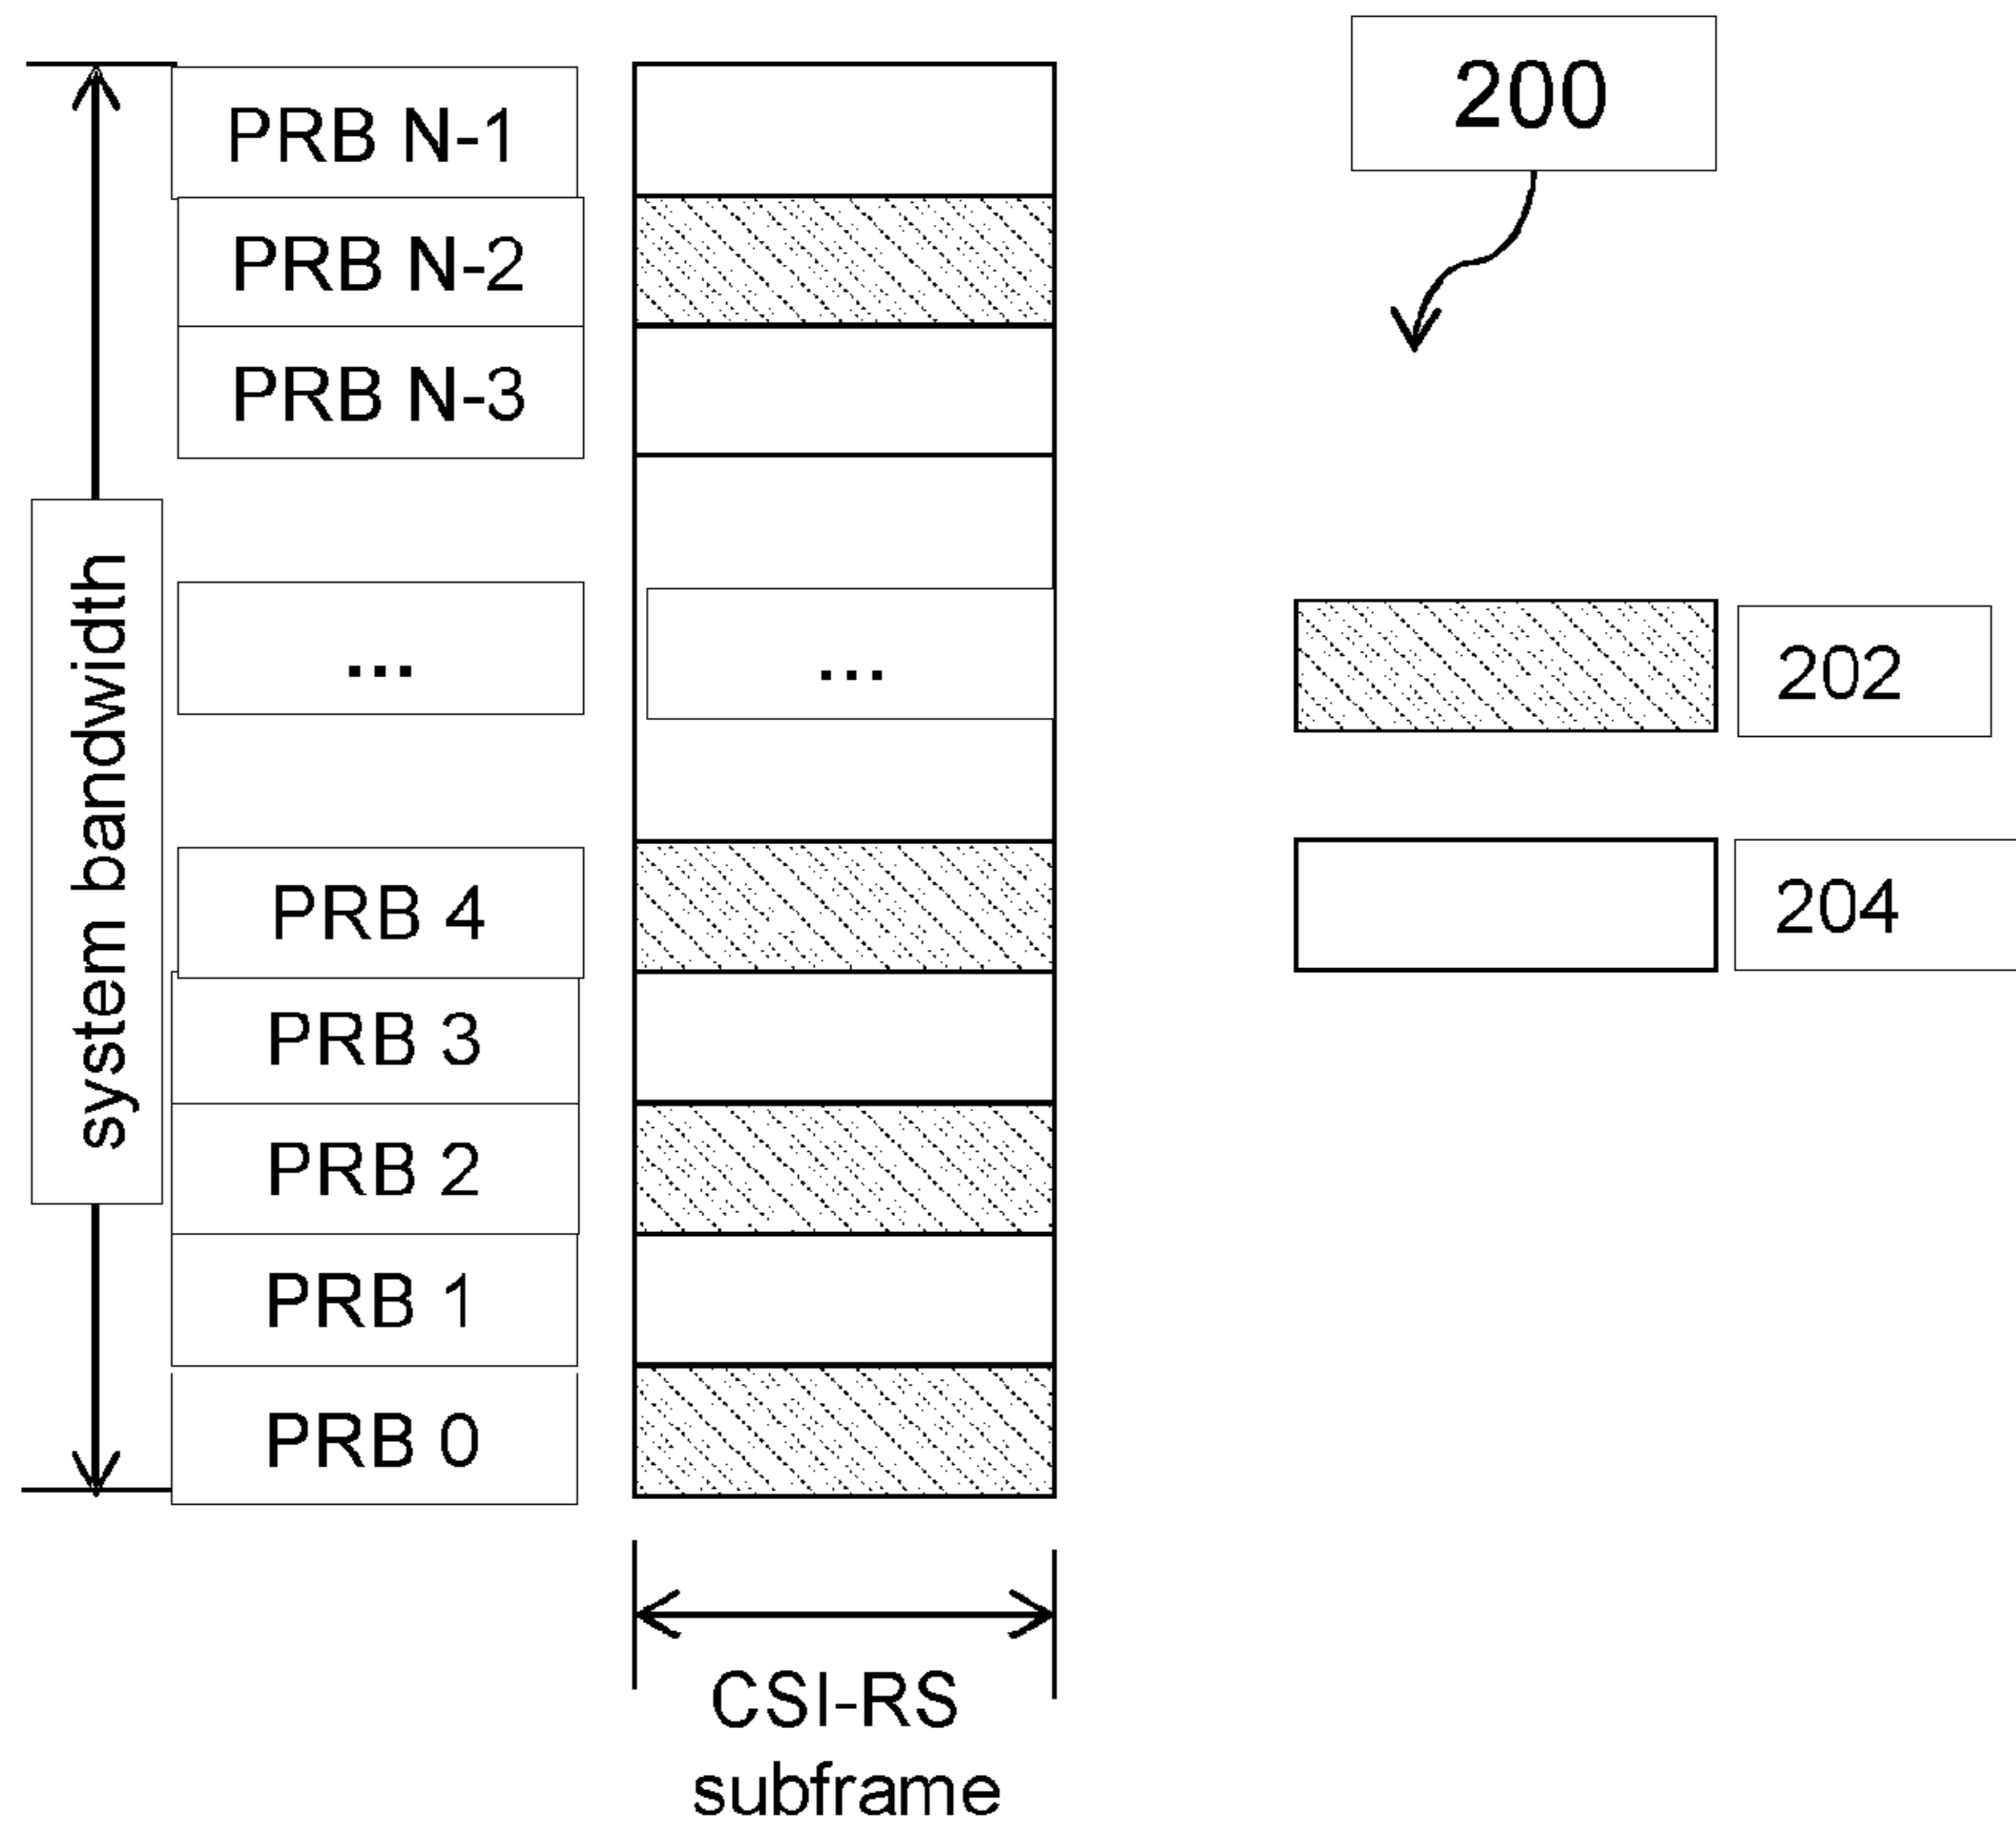 200
PRB N-1
PRB N-2
PRB N-3
...
...
202
204
system bandwidth
PRB 4
PRB 3
PRB 2
PRB 1
PRB 0
CSI-RS
subframe